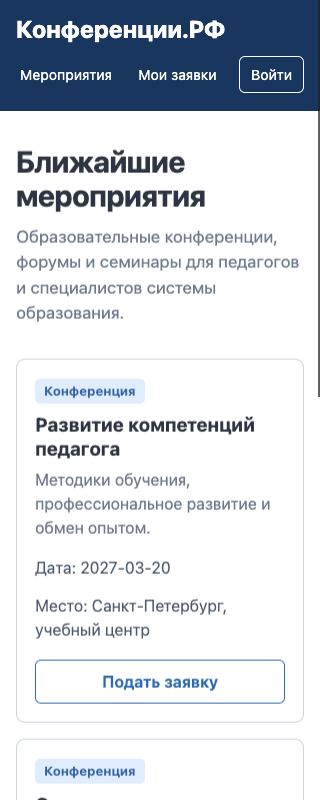 Конференции.РФ
Мероприятия
Мои заявки
Войти
Ближайшие
мероприятия
Образовательные конференции,
форумы и семинары для педагогов
и специалистов системы
образования.
Конференция
Развитие компетенций
педагога
Методики обучения,
профессиональное развитие и
обмен опытом.
Дата: 2027-03-20
Место: Санкт-Петербург,
учебный центр
Подать заявку
Конференция